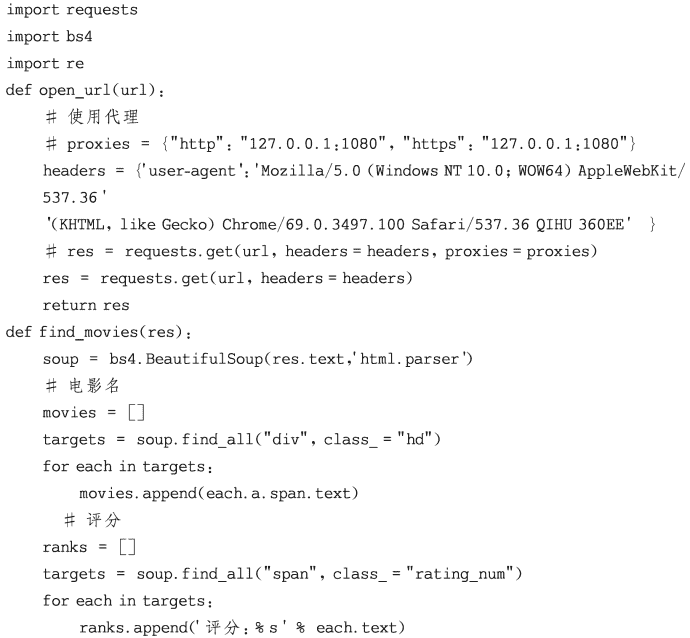 import requests
import bs4
import re
def open_url(url):
# 使用代理
# proxies = {"http": "127.0.0.1:1080", "https": "127.0.0.1:1080"}
headers = {'user-agent':'Mozilla/5.0 (Windows NT 10.0; WOW64) AppleWebKit/
537.36'
'(KHTML, like Gecko) Chrome/69.0.3497.100 Safari/537.36 QIHU 360EE' }
# res = requests.get(url, headers = headers, proxies = proxies)
res = requests.get(url, headers = headers)
return res
def find_movies(res):
soup = bs4.BeautifulSoup(res.text,'html.parser')
# 电影名
movies = []
targets = soup.find_all("div", class_ = "hd")
for each in targets:
movies.append(each.a.span.text)
# 评分
ranks = []
targets = soup.find_all("span", class_ = "rating_num")
for each in targets:
ranks.append('评分:%s' % each.text)